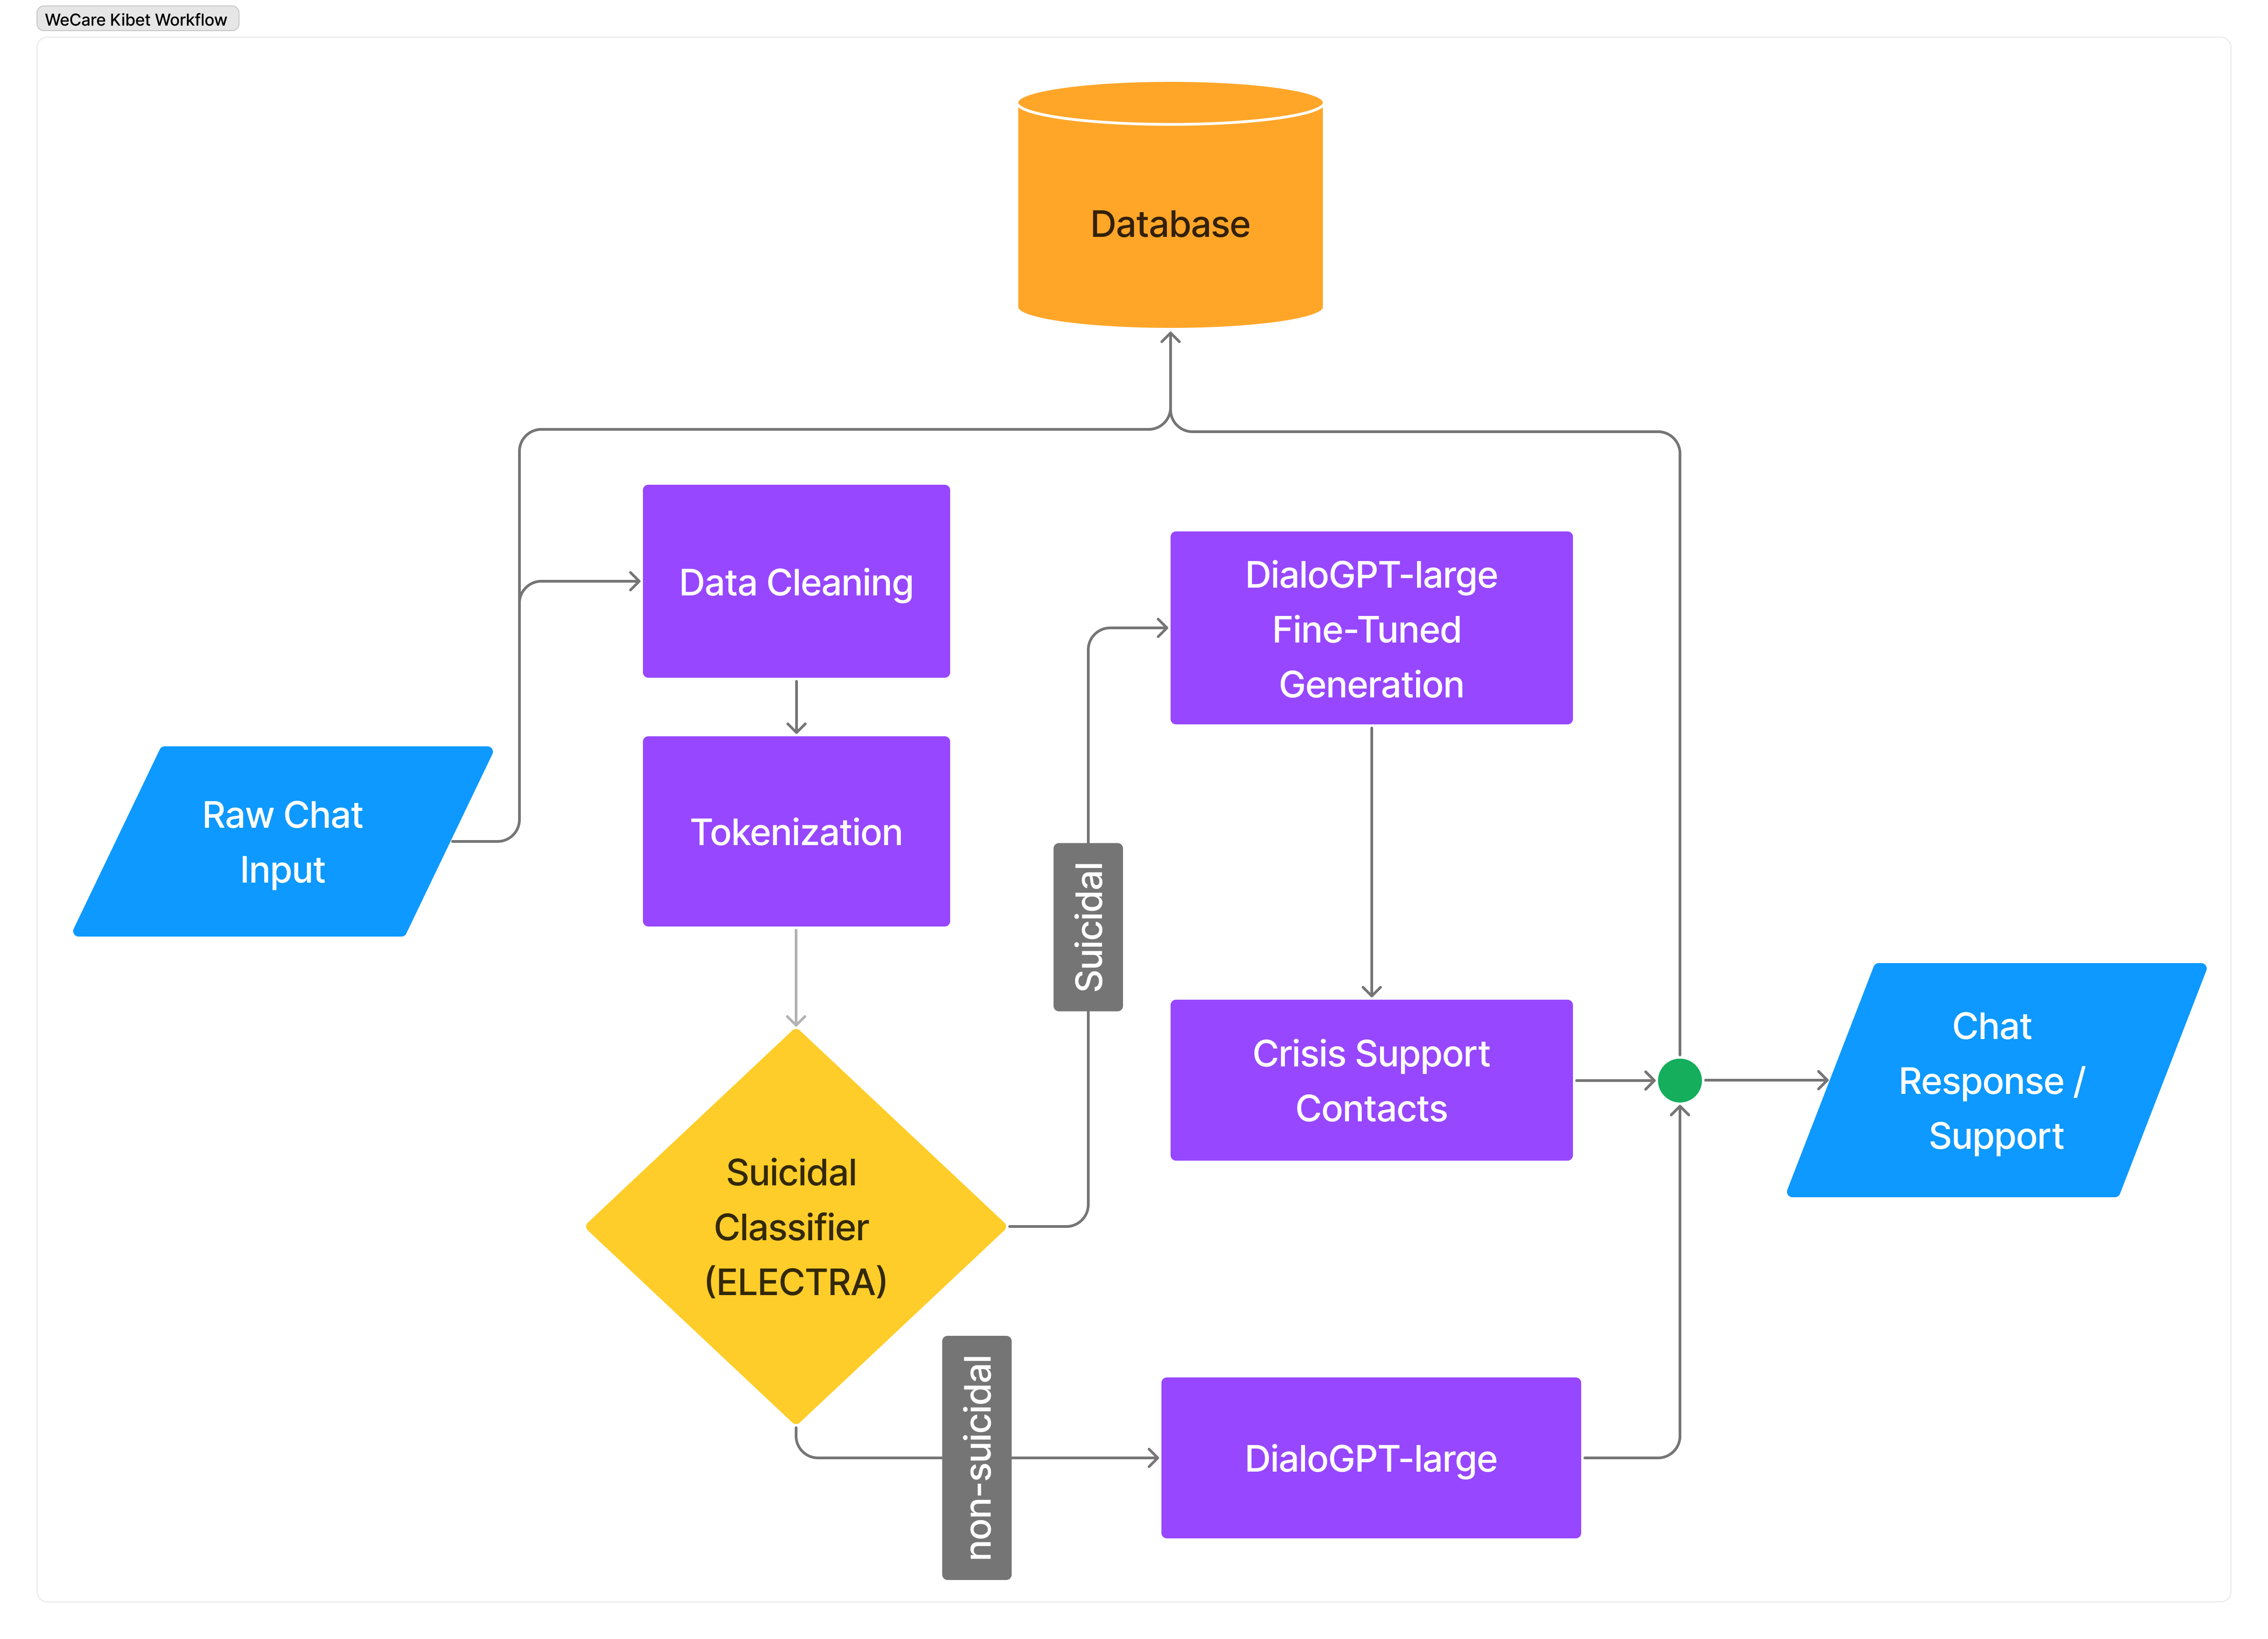 WeCare Kibet Workflow
Database
Data Cleaning
DialoGPT-large
Fine-Tuned
Generation
Raw Chat
Input
Tokenization
Suicidal
Crisis Support
Contacts
Chat
Response /
Support
Suicidal
Classifier
(ELECTRA)
non-suicidal
DialoGPT-large